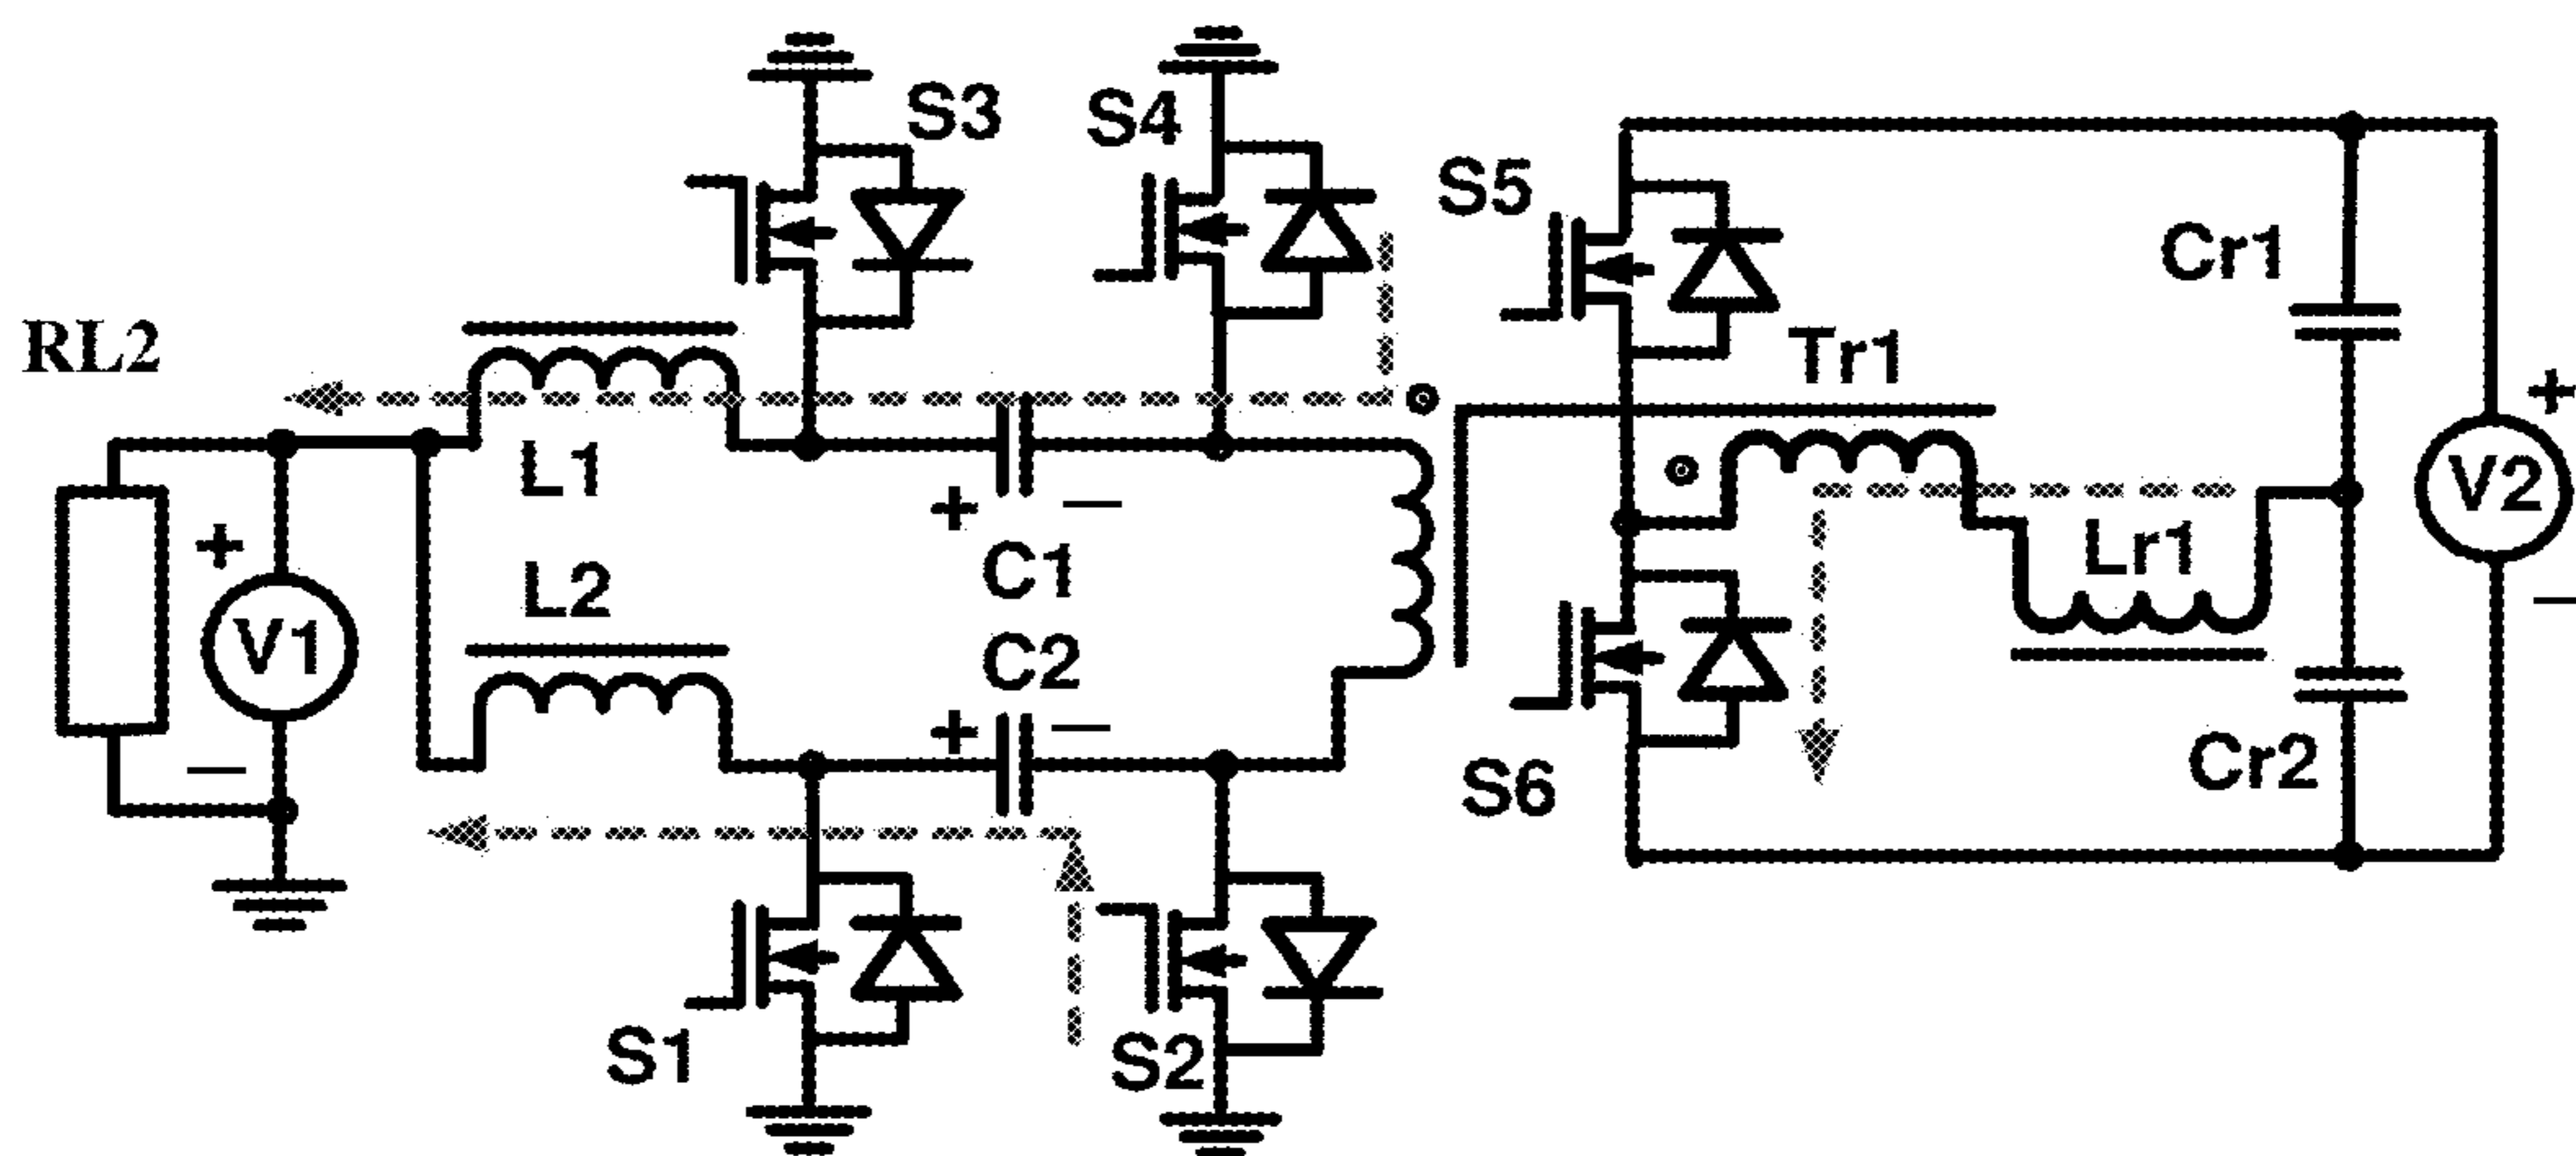 S3
S4
S5
Cr1
RL2
Tr1
+
L1
V2
+
+ −
Lr1
C1
−
L2
V1
C2
+ −
−
Cr2
S6
S1
S2